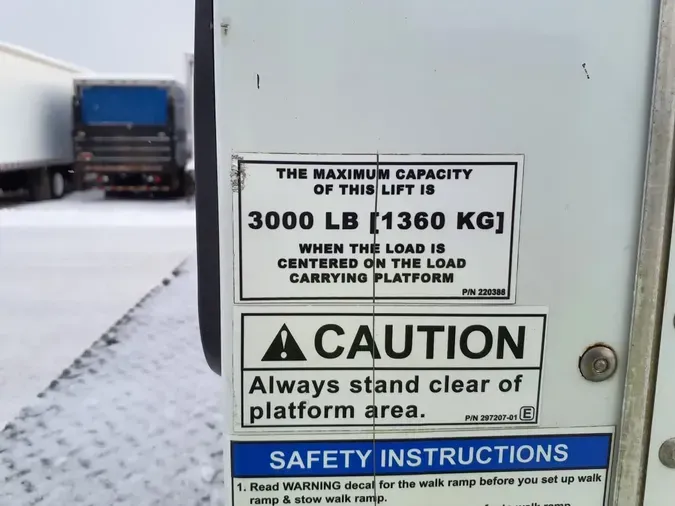 THE MAXIMUM CAPACITY
OF THIS LIFT IS
3000 LB [1360 KG]
WHEN THE LOAD IS
CENTERED ON THE LOAD
CARRYING PLATFORM
P/N 220388
CAUTION
Always stand clear of
platform area.
P/N 297207-01 E
SAFETY INSTRUCTIONS
1. Read WARNING decal for the walk ramp before you set up walk
ramp & stow walk ramp.